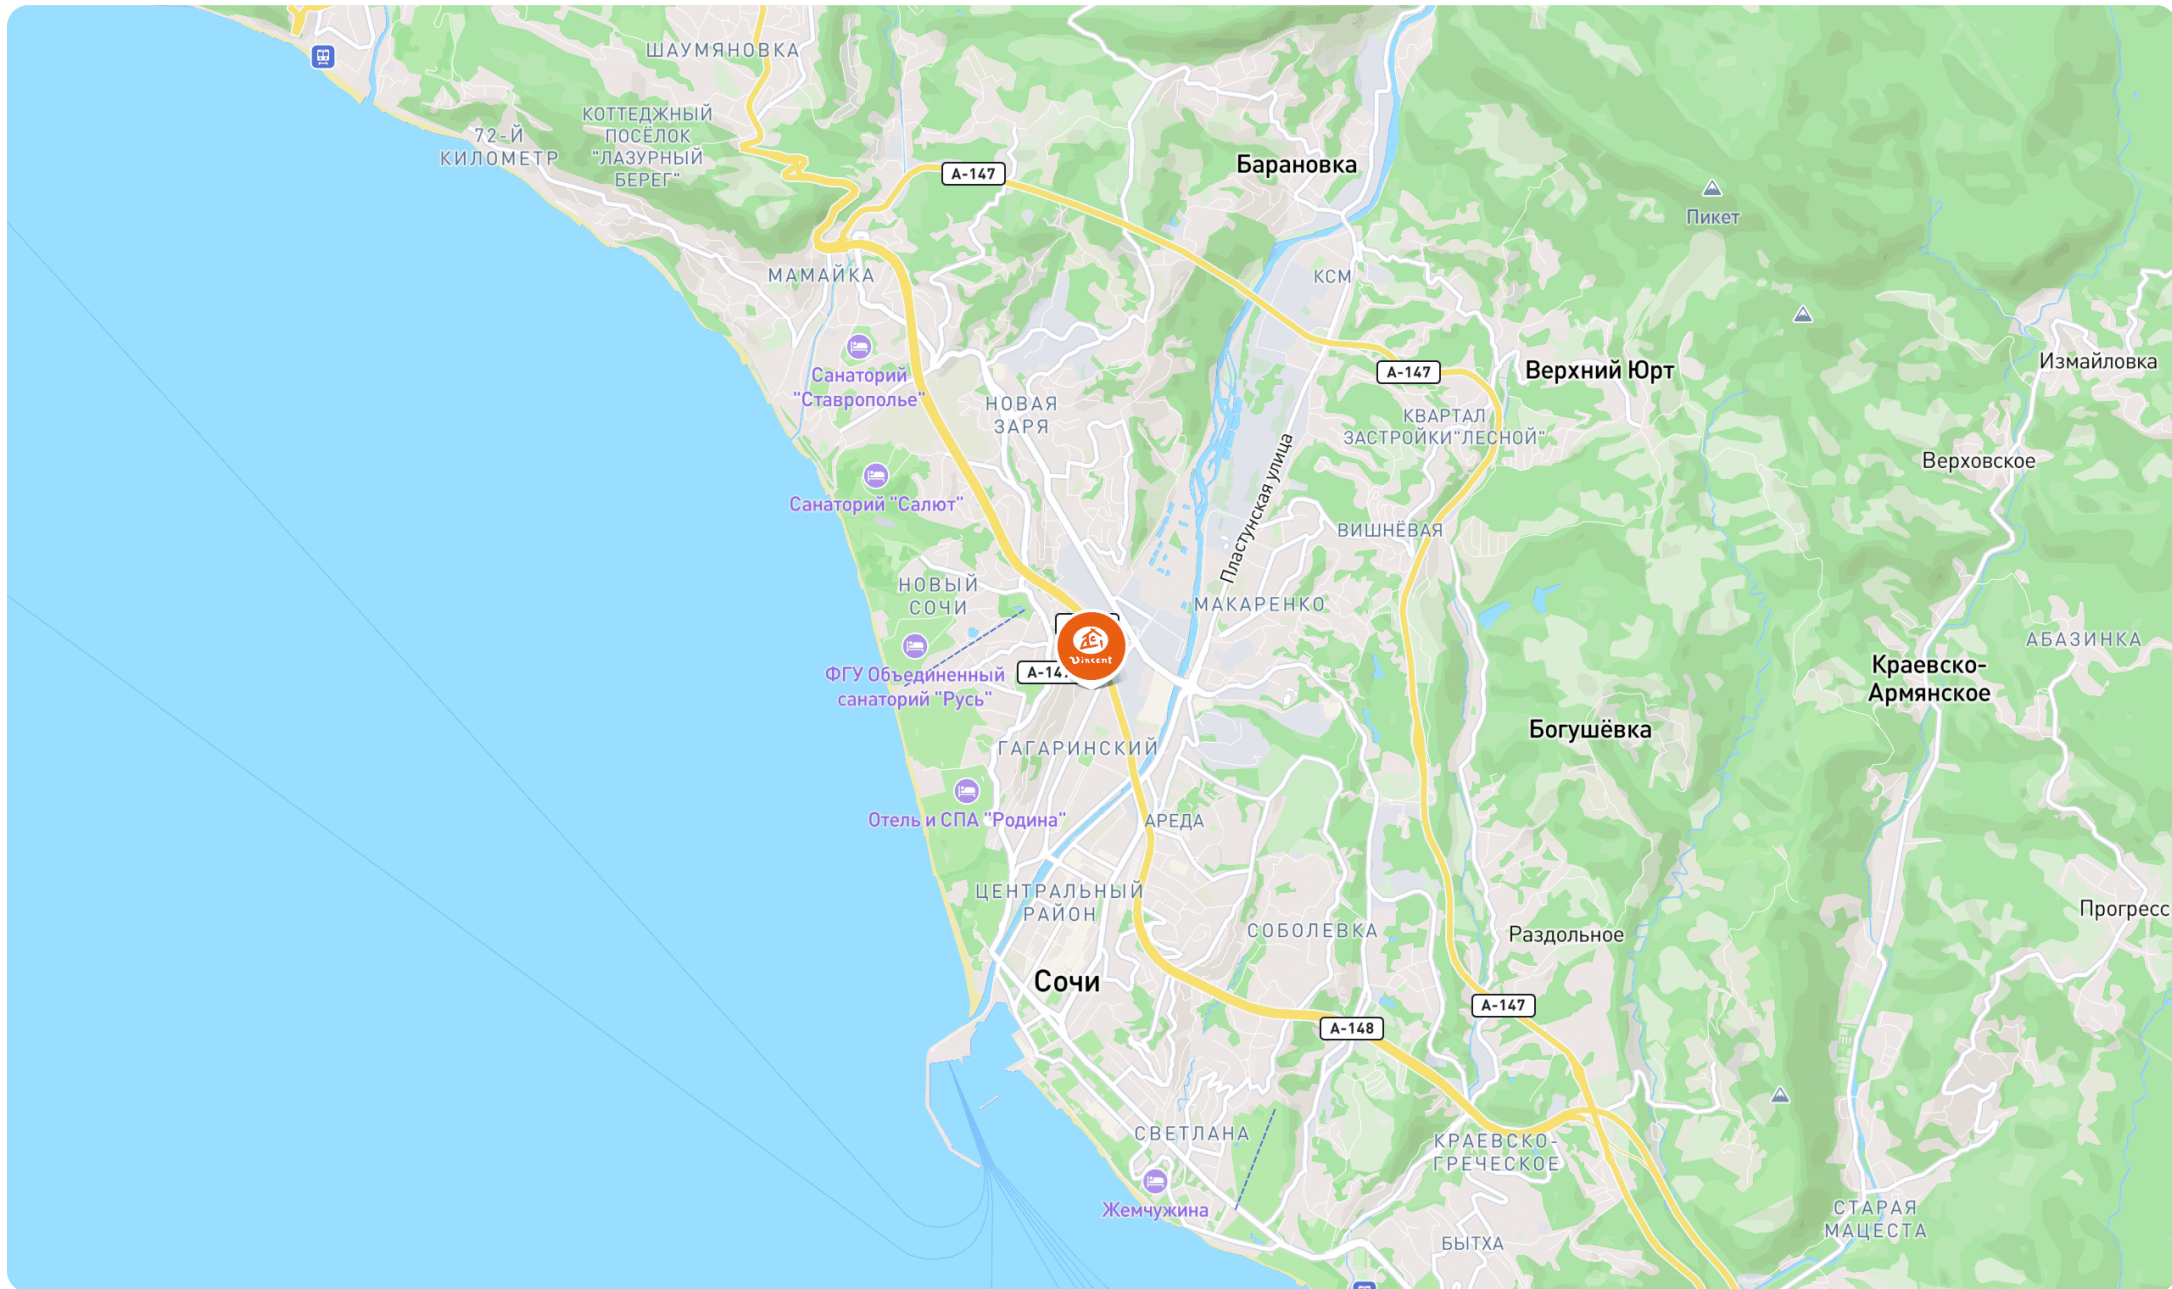 ШАУМЯНОВКА
КОТТЕДЖНЫЙ
ПОСЁЛОК
"ЛАЗУРНЫЙ
БЕРЕГ"
72-Й
КИЛОМЕТР
А-147
Барановка
Пикет
МАМАЙКА
КСМ
Санаторий
"Ставрополье"
НОВАЯ
ЗАРЯ
А-147
Верхний Юрт
Измайловка
КВАРТАЛ
ЗАСТРОЙКИ"ЛЕСНОЙ"
Верховское
Санаторий "Салют"
Пластунская улица
ВИШНЁВАЯ
НОВЫЙ
СОЧИ
МАКАРЕНКО
АБАЗИНКА
Vincent
ФГУ Объединенный
санаторий "Русь"
Краевско-
Армянское
Богушёвка
ГАГАРИНСКИЙ
Отель и СПА "Родина"
АРЕДА
ЦЕНТРАЛЬНЫЙ
РАЙОН
СОБОЛЕВКА
Раздольное
Прогресс
Сочи
А-147
А-148
СВЕТЛАНА
КРАЕВСКО-
ГРЕЧЕСКОЕ
Жемчужина
БЫТХА
СТАРАЯ
МАЦЕСТА